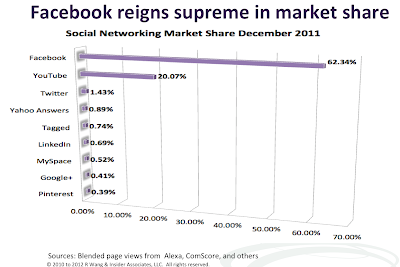 Facebook reigns supreme in market share
Social Networking Market Share December 2011
Facebook 62.34%
YouTube 20.07%
Twitter 1.43%
Yahoo Answers 0.89%
Tagged 0.74%
LinkedIn 0.69%
MySpace 0.52%
Google+ 0.41%
Pinterest 0.39%
0.00% 10.00% 20.00% 30.00% 40.00% 50.00% 60.00% 70.00%
Sources: Blended page views from Alexa, ComScore, and others
© 2010 to 2012 R Wang & Insider Associates, LLC. All rights reserved.